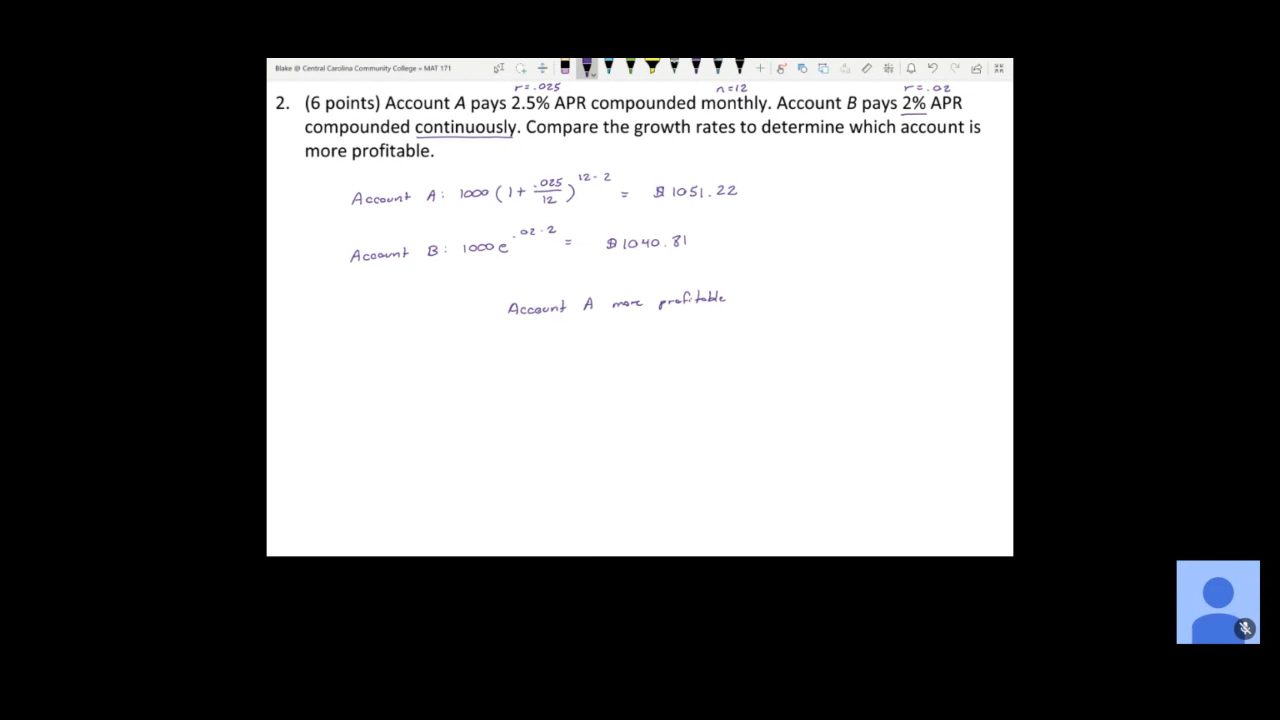 Blake @ Central Carolina Community College • MAT 171
r=.025 n=12 r=.02
2. (6 points) Account A pays 2.5% APR compounded monthly. Account B pays 2% APR
compounded continuously. Compare the growth rates to determine which account is
more profitable.
Account A: 1000 (1 + .025/12)^12·2 = $1051.22
Account B: 1000e^.02·2 = $1040.81
Account A more profitable